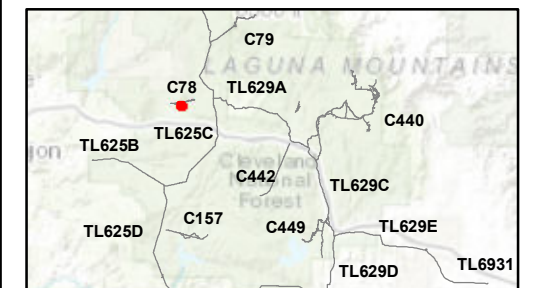 C79
LAGUNA MOUNTAINS
C78
TL629A
C440
TL625C
TL625B
Cleveland
National
Forest
C442
TL629C
C157
C449
TL629E
TL625D
TL629D
TL6931